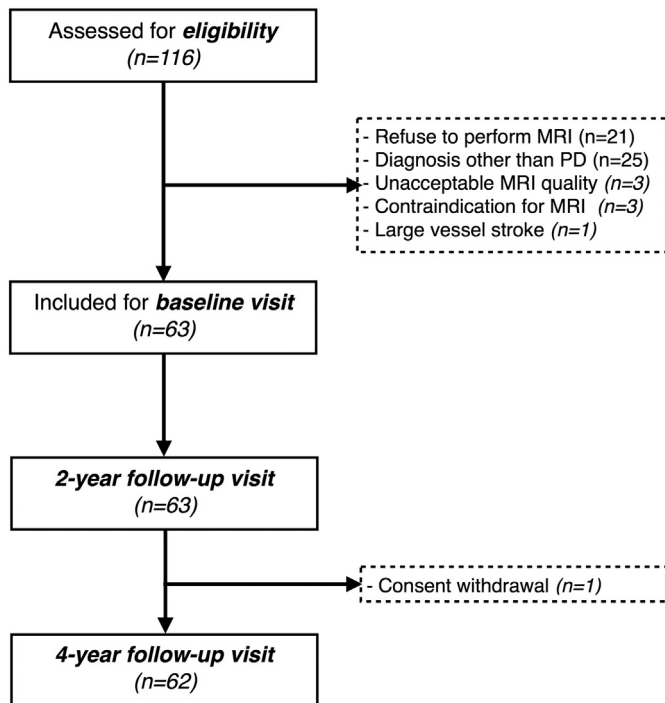 Assessed for eligibility
(n=116)
- Refuse to perform MRI (n=21)
- Diagnosis other than PD (n=25)
- Unacceptable MRI quality (n=3)
- Contraindication for MRI (n=3)
- Large vessel stroke (n=1)
Included for baseline visit
(n=63)
2-year follow-up visit
(n=63)
- Consent withdrawal (n=1)
4-year follow-up visit
(n=62)